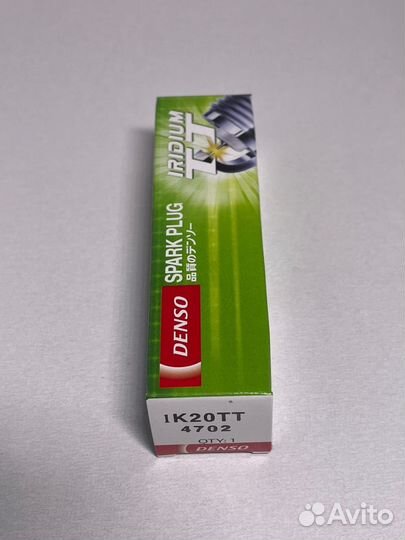 IRIDIUM
TT
SPARK PLUG
品質のデンソー
DENSO
IK20TT
4702
QTY: 1
DENSO
Avito